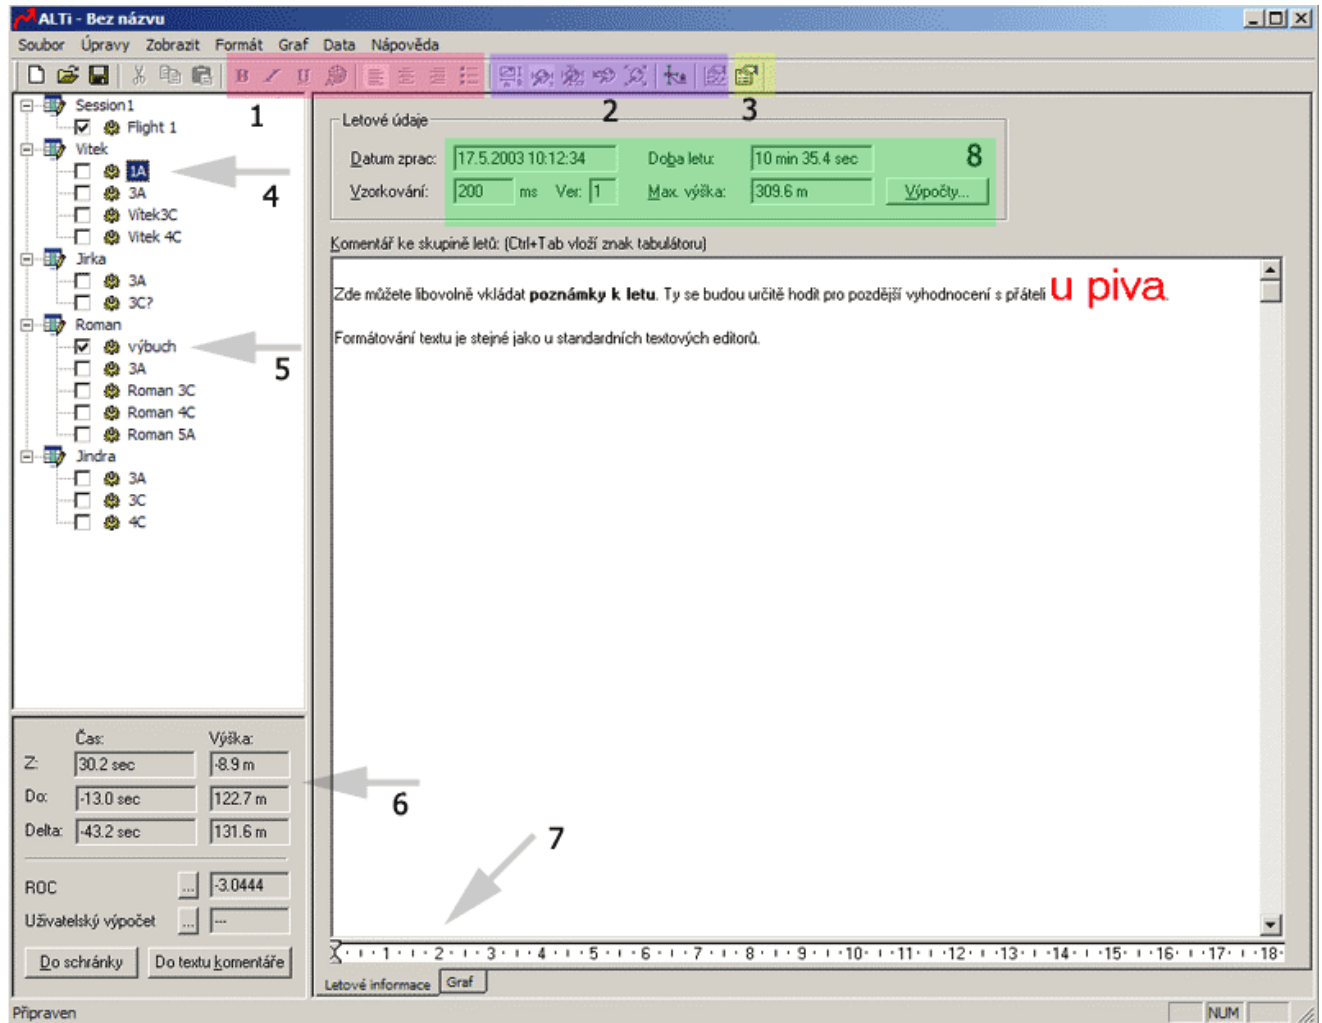 ALTi - Bez názvu
Soubor Úpravy Zobrazit Formát Graf Data Nápověda
B I U
1 2 3
Session1
Flight 1
Vitek
1A
3A
Vítek3C
Vitek 4C
Jirka
3A
3C?
Roman
výbuch
3A
Roman 3C
Roman 4C
Roman 5A
Jindra
3A
3C
4C
4
5
Letové údaje
Datum zprac: 17.5.2003 10:12:34 Doba letu: 10 min 35.4 sec 8
Vzorkování: 200 ms Ver: 1 Max. výška: 309.6 m Výpočty...
Komentář ke skupině letů: (Ctrl+Tab vloží znak tabulátoru)
Zde můžete libovolně vkládat poznámky k letu. Ty se budou určitě hodit pro pozdější vyhodnocení s přáteli u piva.
Formátování textu je stejné jako u standardních textových editorů.
Čas: Výška:
Z: 30.2 sec -8.9 m
Do: -13.0 sec 122.7 m
Delta: -43.2 sec 131.6 m
6
7
ROC ... -3.0444
Uživatelský výpočet ... ---
Do schránky Do textu komentáře
1 2 3 4 5 6 7 8 9 10 11 12 13 14 15 16 17 18
Letové informace Graf
Připraven NUM